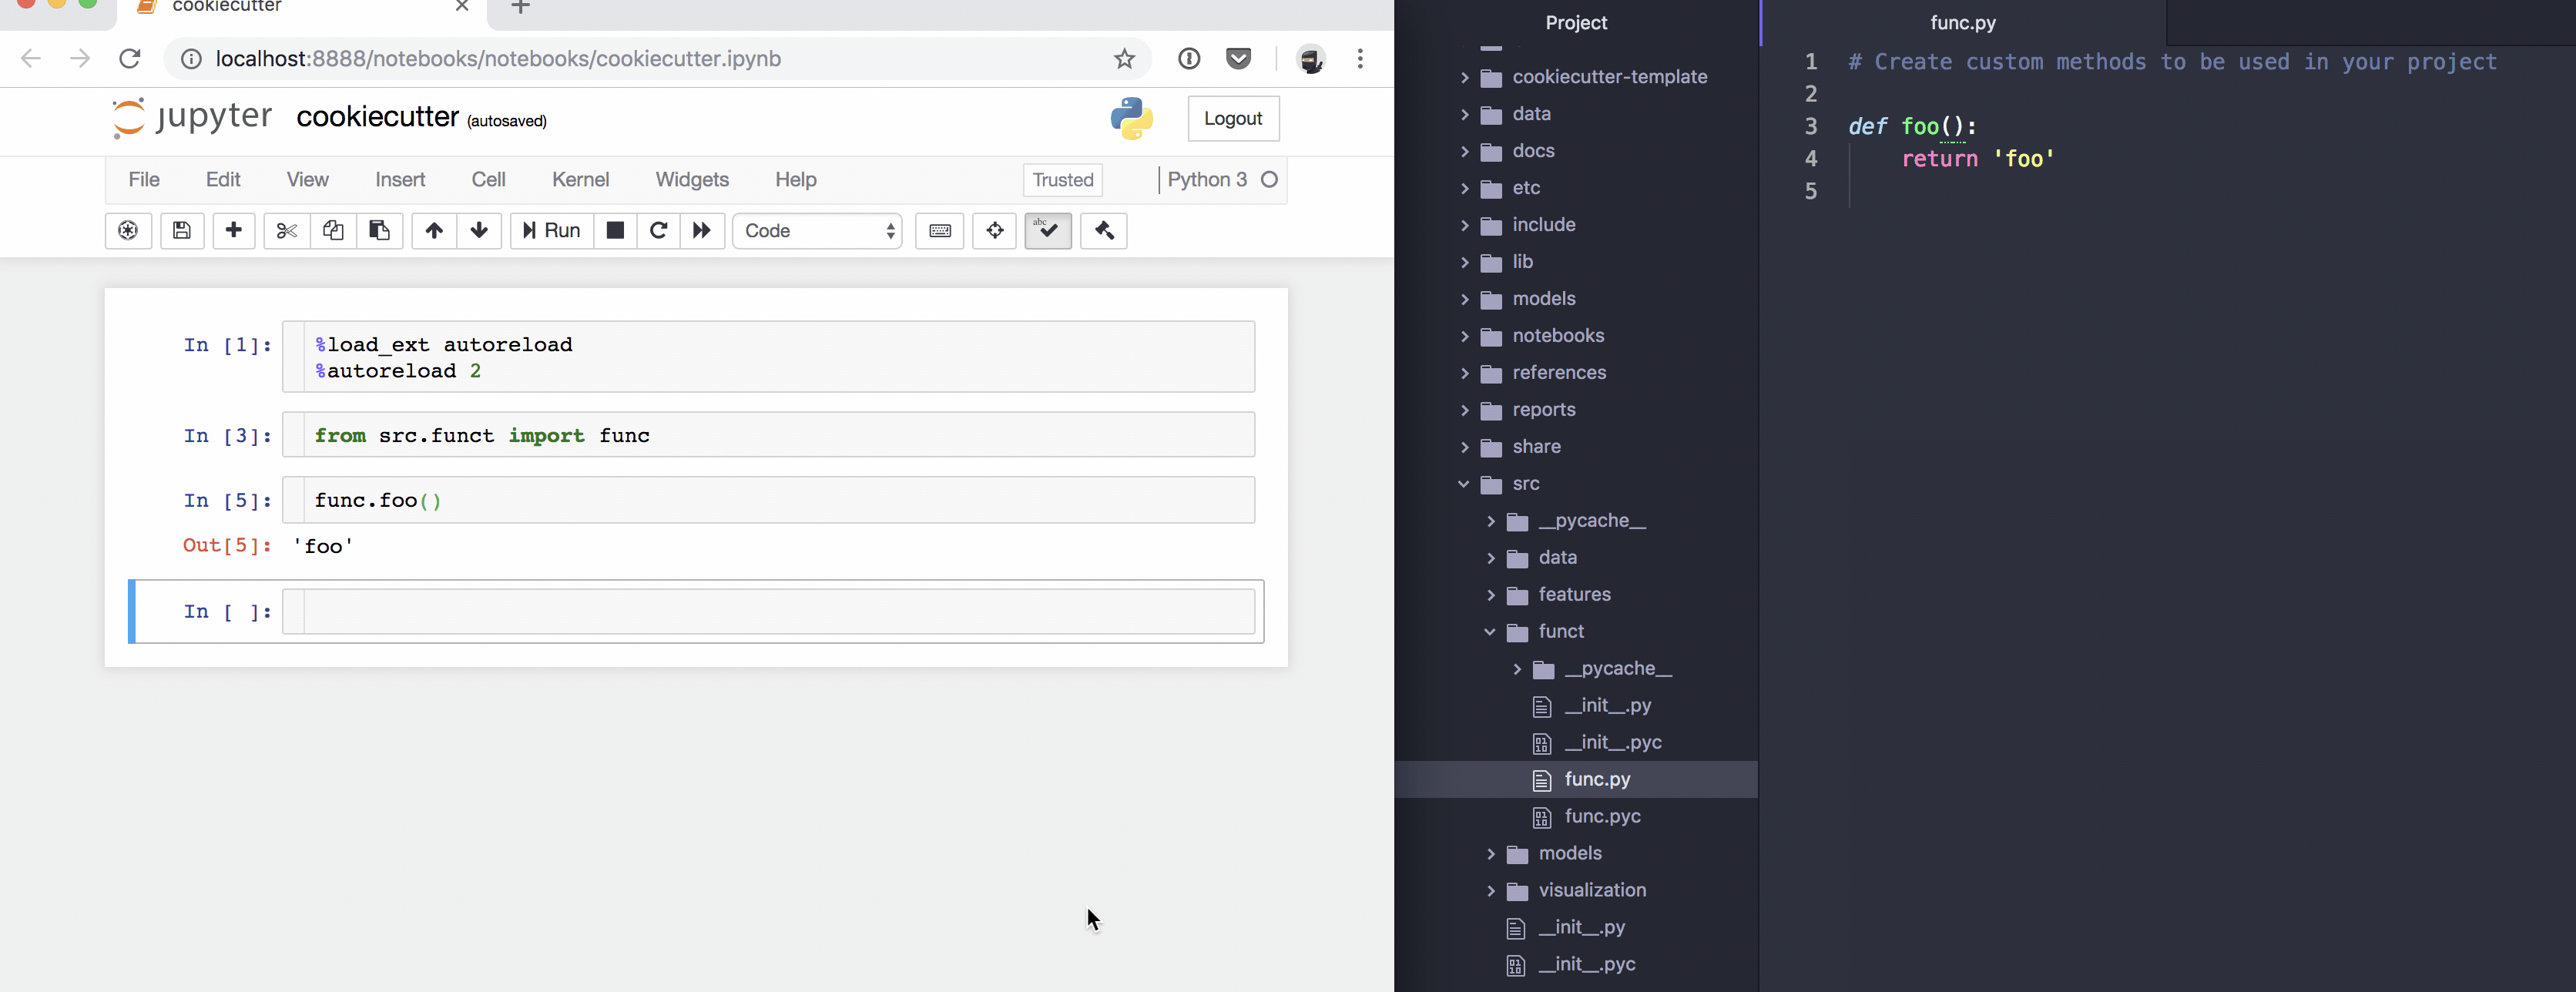 cookiecutter
localhost:8888/notebooks/notebooks/cookiecutter.ipynb
jupyter cookiecutter (autosaved)
Logout
File Edit View Insert Cell Kernel Widgets Help
Trusted
Python 3
Run
Code
abc
In [1]:
%load_ext autoreload
%autoreload 2
In [3]:
from src.funct import func
In [5]:
func.foo()
Out[5]: 'foo'
In [ ]:
Project
cookiecutter-template
data
docs
etc
include
lib
models
notebooks
references
reports
share
src
__pycache__
data
features
funct
__pycache__
__init__.py
__init__.pyc
func.py
func.pyc
models
visualization
__init__.py
__init__.pyc
func.py
1 # Create custom methods to be used in your project
2
3 def foo():
4     return 'foo'
5